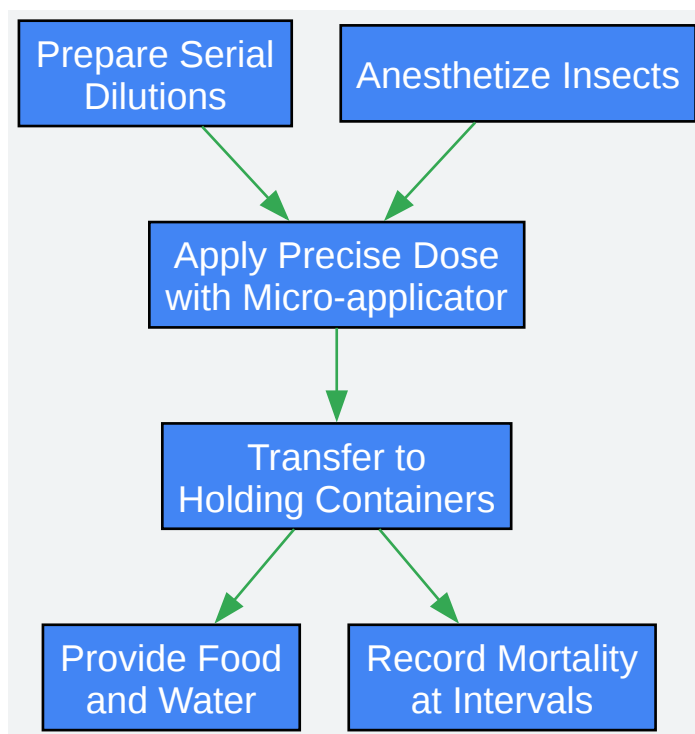 Prepare Serial
Dilutions
Anesthetize Insects
Apply Precise Dose
with Micro-applicator
Transfer to
Holding Containers
Provide Food
and Water
Record Mortality
at Intervals